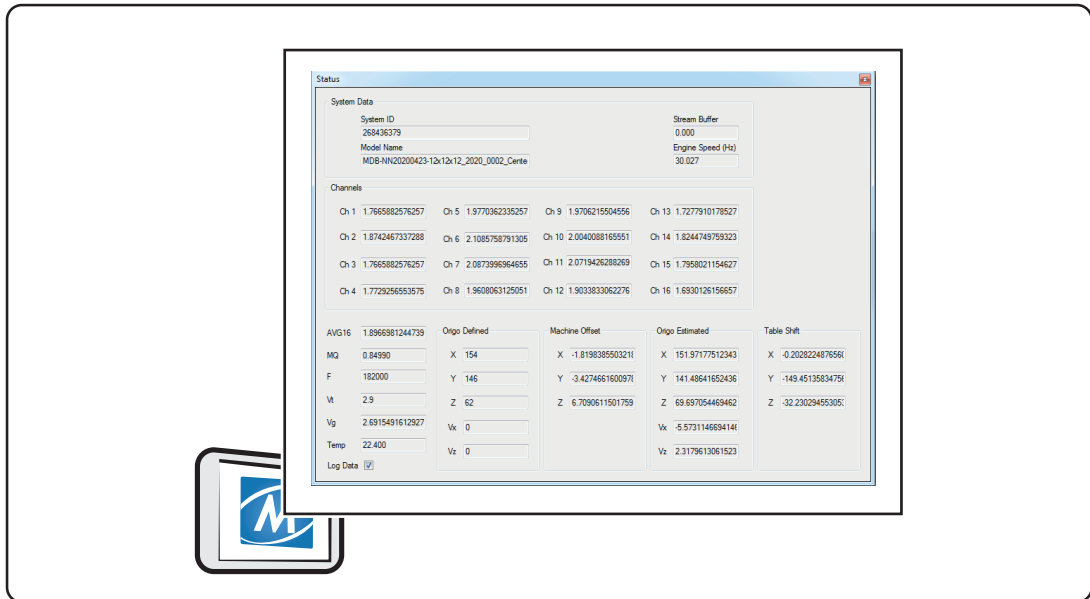 Status
System Data
System ID
268436379
Stream Buffer
0.000
Model Name
MDB-NN20200423-12x12x12_2020_0002_Cente
Engine Speed (Hz)
30.027
Channels
Ch 1 1.7665882576257 Ch 5 1.9770362335257 Ch 9 1.9706215504556 Ch 13 1.7277910178527
Ch 2 1.8742467337288 Ch 6 2.1085758791305 Ch 10 2.0040088165551 Ch 14 1.8244749759323
Ch 3 1.7665882576257 Ch 7 2.0873996964655 Ch 11 2.0719426288269 Ch 15 1.7958021154627
Ch 4 1.7729256553575 Ch 8 1.9608063125051 Ch 12 1.9033833062276 Ch 16 1.6930126156657
AVG16 1.8966981244739
MQ 0.84990
F 182000
Vt 2.9
Vg 2.6915491612927
Temp 22.400
Log Data
Origo Defined
X 154
Y 146
Z 62
Vx 0
Vz 0
Machine Offset
X -1.8198385503218
Y -3.4274661600978
Z 6.7090611501759
Origo Estimated
X 151.97177512343
Y 141.48641652436
Z 69.697054469462
Vx -5.5731146694146
Vz 2.3179613061523
Table Shift
X -0.2028224876560
Y -149.45135834756
Z -32.230294553053
M